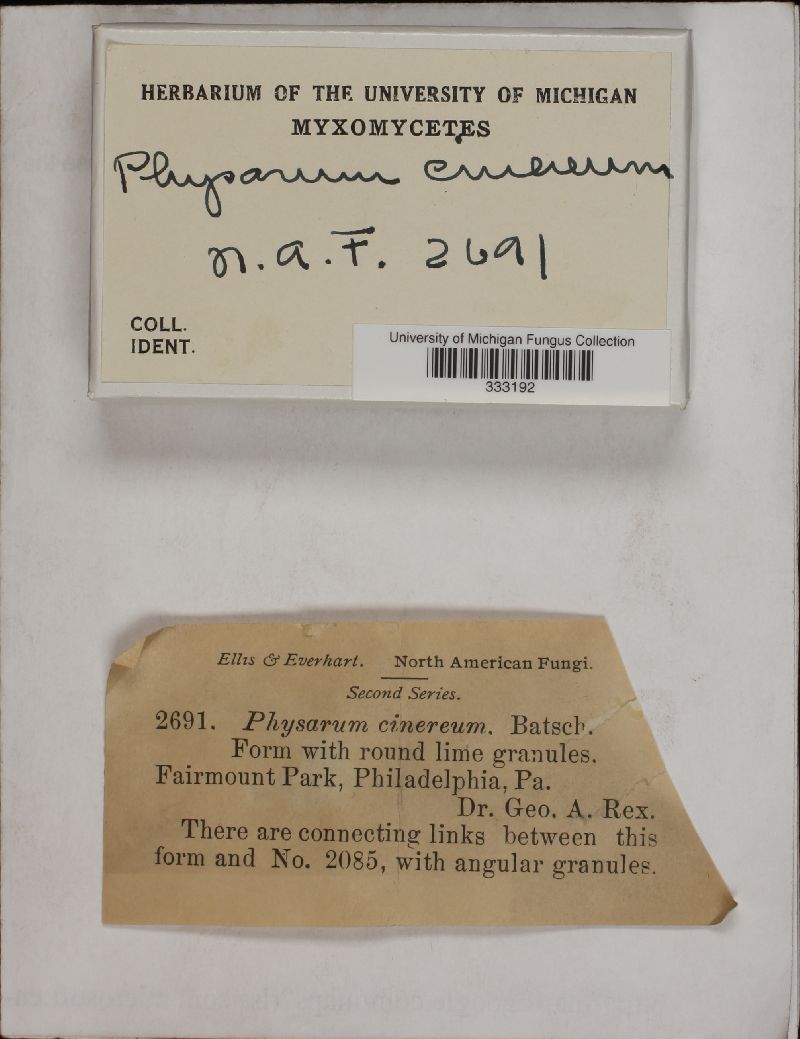 HERBARIUM OF THE UNIVERSITY OF MICHIGAN
MYXOMYCETES
Physarum cinereum
n.a.F. 2691
COLL.
IDENT.
University of Michigan Fungus Collection
333192
Ellis & Everhart. North American Fungi.
Second Series.
2691. Physarum cinereum. Batsch.
Form with round lime granules.
Fairmount Park, Philadelphia, Pa.
Dr. Geo. A. Rex.
There are connecting links between this
form and No. 2085, with angular granules.